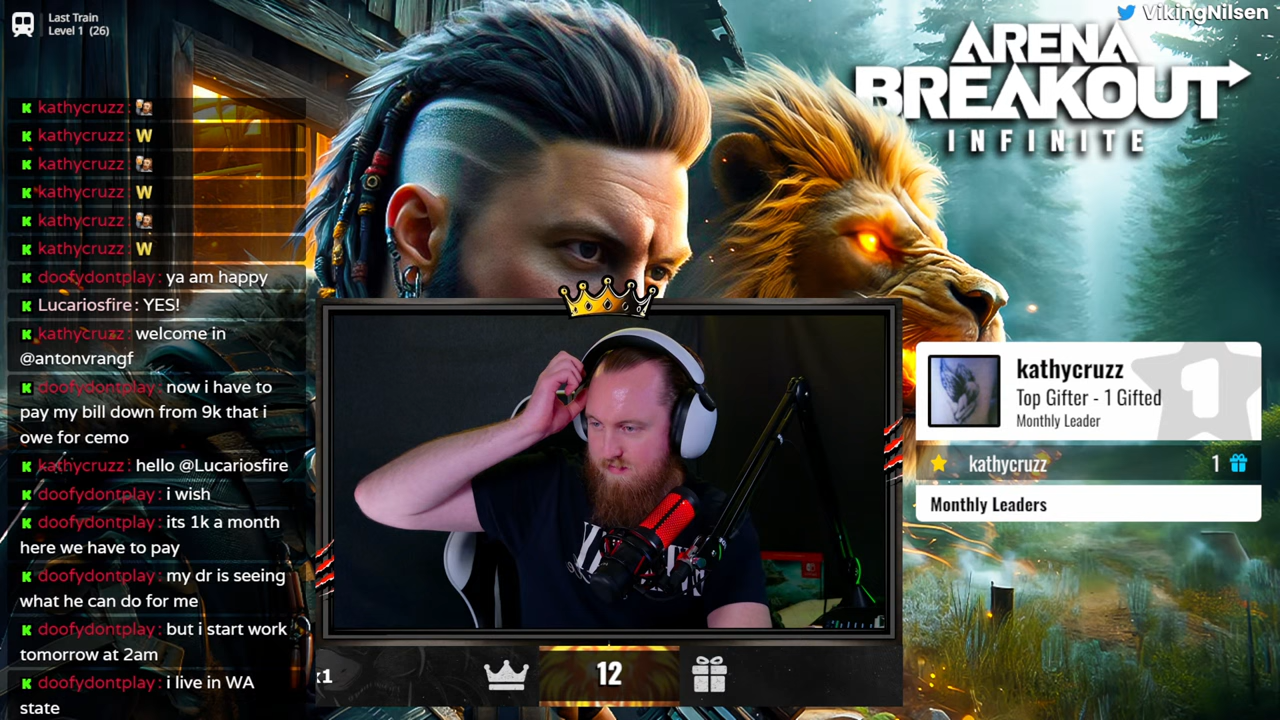 Last Train
Level 1 (26)
VikingNilsen
ARENA
BREAKOUT
INFINITE
kathycruzz:
kathycruzz: W
kathycruzz:
kathycruzz: W
kathycruzz:
kathycruzz: W
doofydontplay: ya am happy
Lucariosfire: YES!
kathycruzz: welcome in
@antonvrangf
doofydontplay: now i have to
pay my bill down from 9k that i
owe for cemo
kathycruzz: hello @Lucariosfire
doofydontplay: i wish
doofydontplay: its 1k a month
here we have to pay
doofydontplay: my dr is seeing
what he can do for me
doofydontplay: but i start work
tomorrow at 2am
doofydontplay: i live in WA
state
x1
12
kathycruzz
Top Gifter - 1 Gifted
Monthly Leader
1
kathycruzz 1
Monthly Leaders